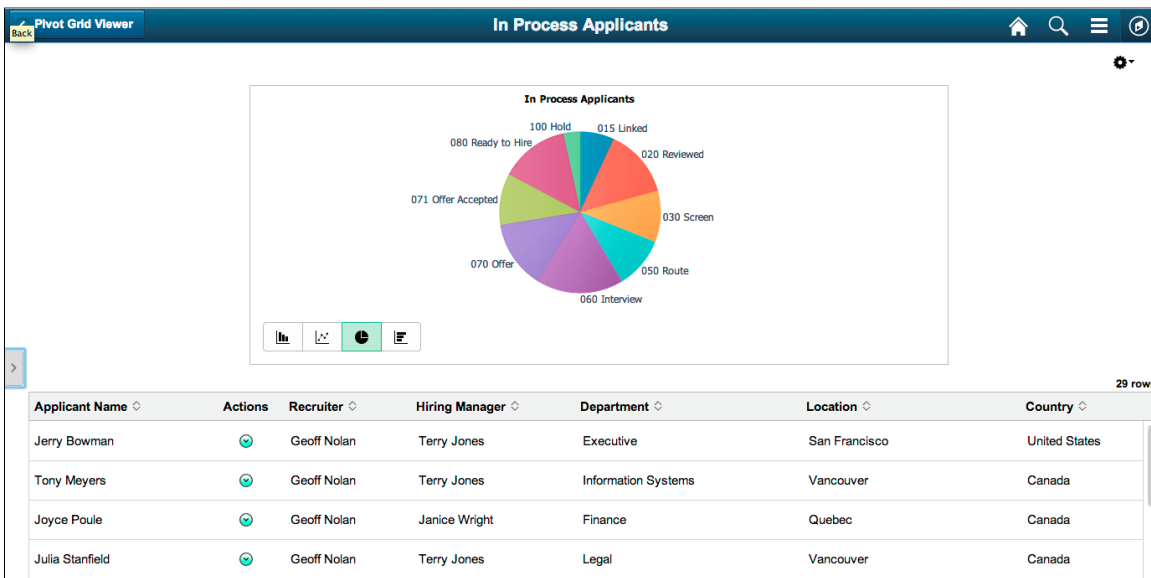 Pivot Grid Viewer
Back
In Process Applicants
In Process Applicants
100 Hold
015 Linked
080 Ready to Hire
020 Reviewed
071 Offer Accepted
030 Screen
070 Offer
050 Route
060 Interview
29 rows
Applicant Name Actions Recruiter Hiring Manager Department Location Country
Jerry Bowman Geoff Nolan Terry Jones Executive San Francisco United States
Tony Meyers Geoff Nolan Terry Jones Information Systems Vancouver Canada
Joyce Poule Geoff Nolan Janice Wright Finance Quebec Canada
Julia Stanfield Geoff Nolan Terry Jones Legal Vancouver Canada